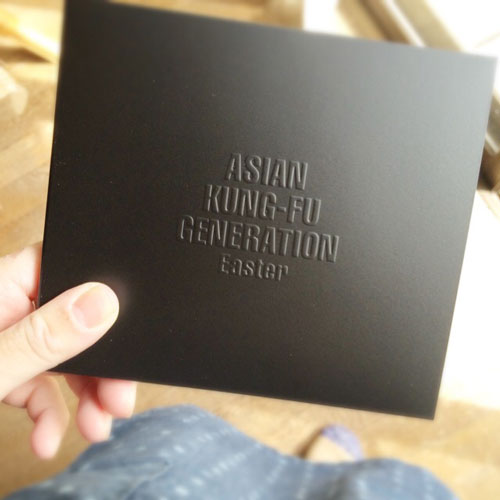 ASIAN
KUNG-FU
GENERATION
Easter